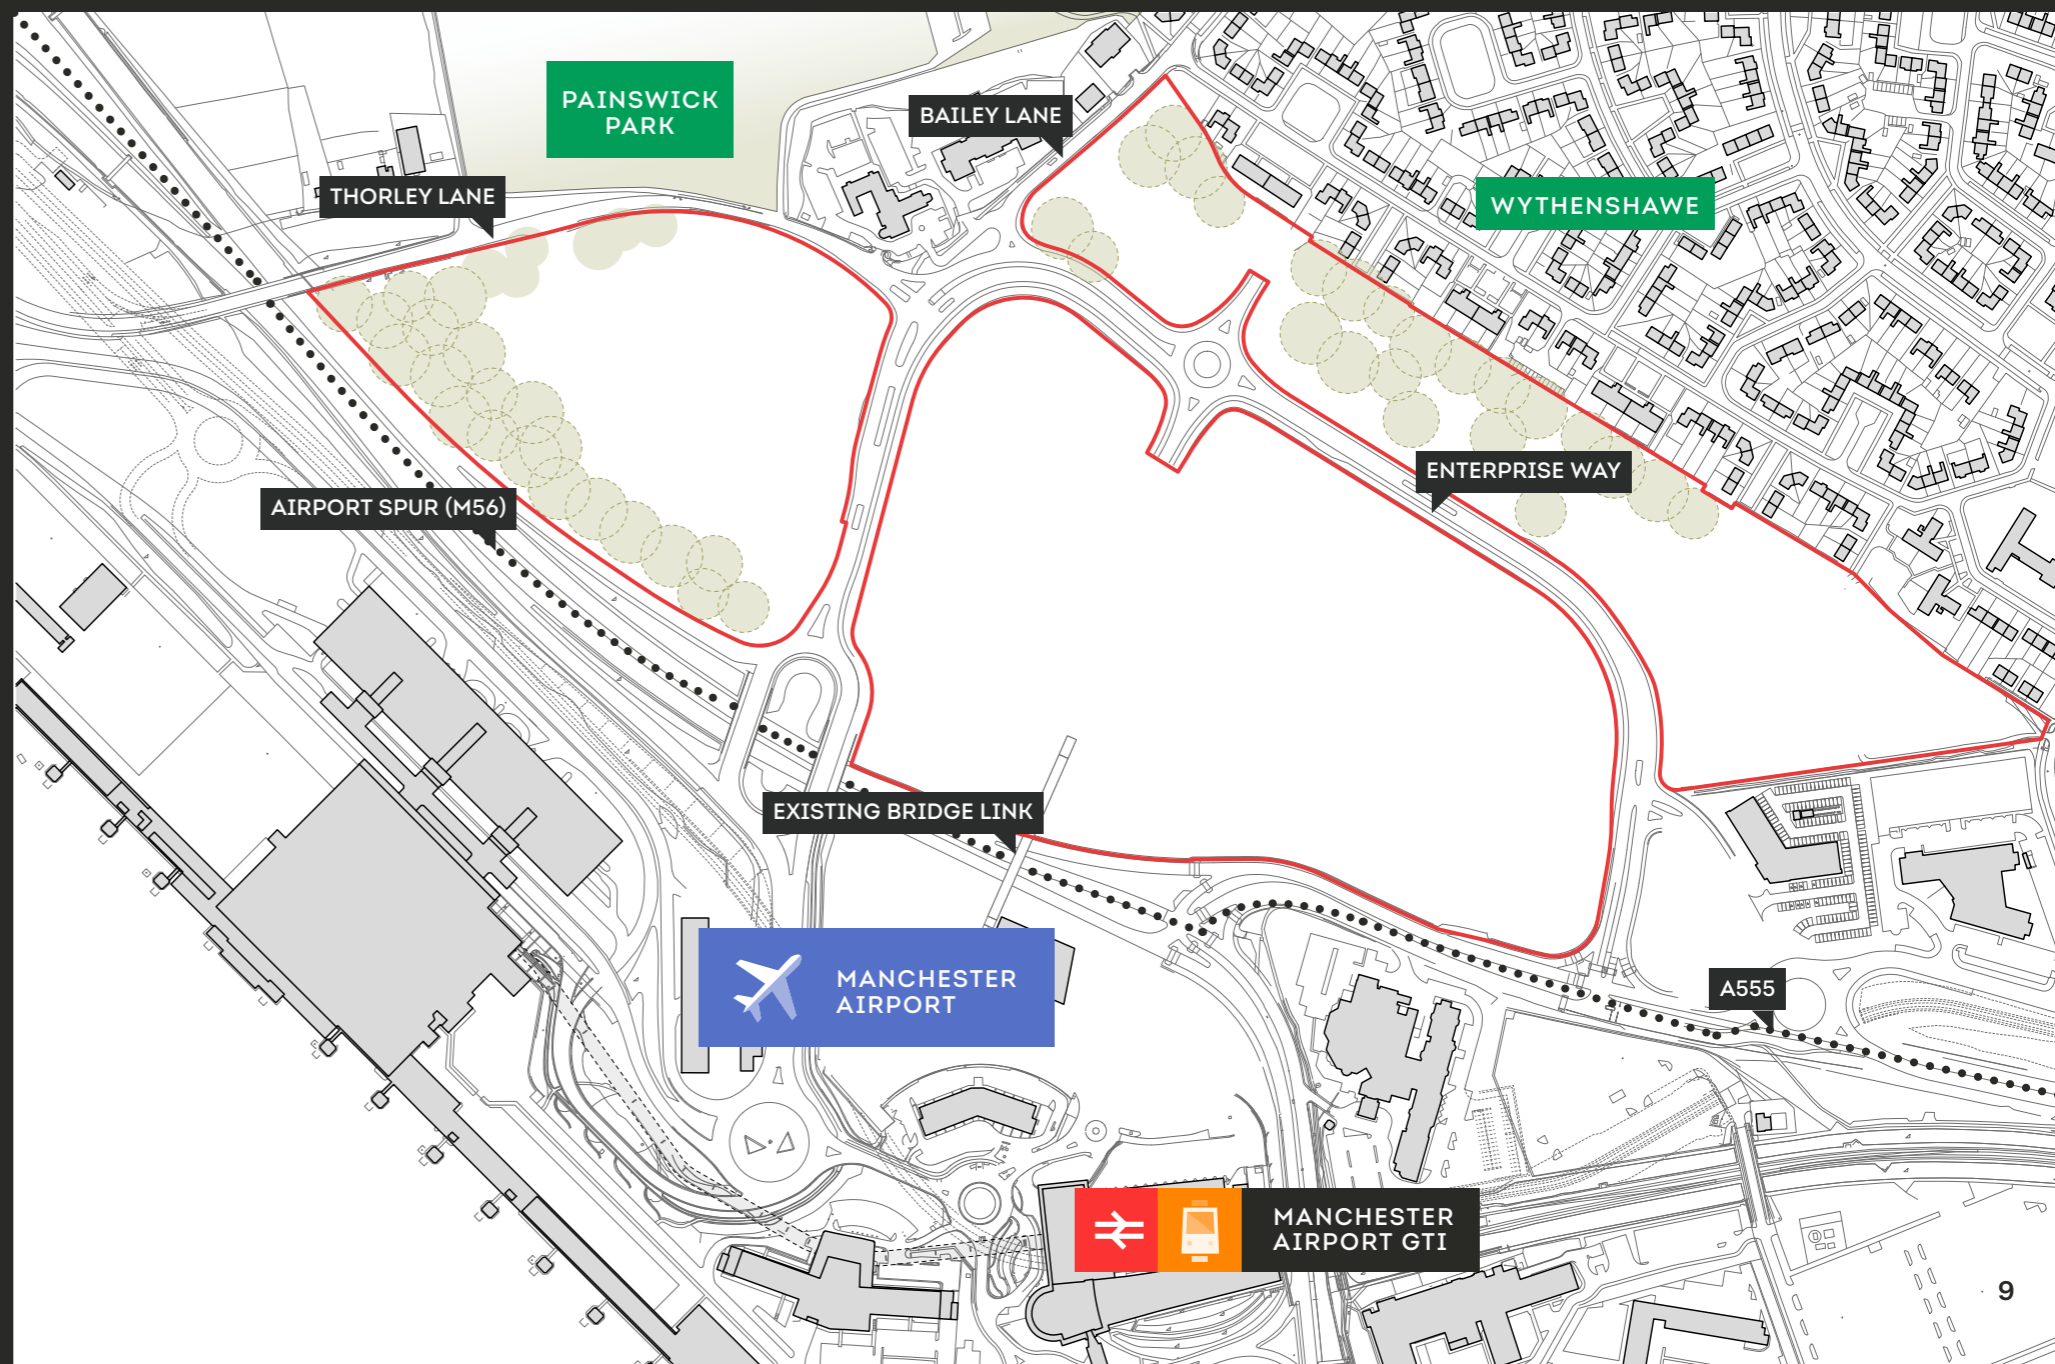 PAINSWICK
PARK
BAILEY LANE
THORLEY LANE
WYTHENSHAWE
ENTERPRISE WAY
AIRPORT SPUR (M56)
EXISTING BRIDGE LINK
MANCHESTER
AIRPORT
A555
MANCHESTER
AIRPORT GTI
9